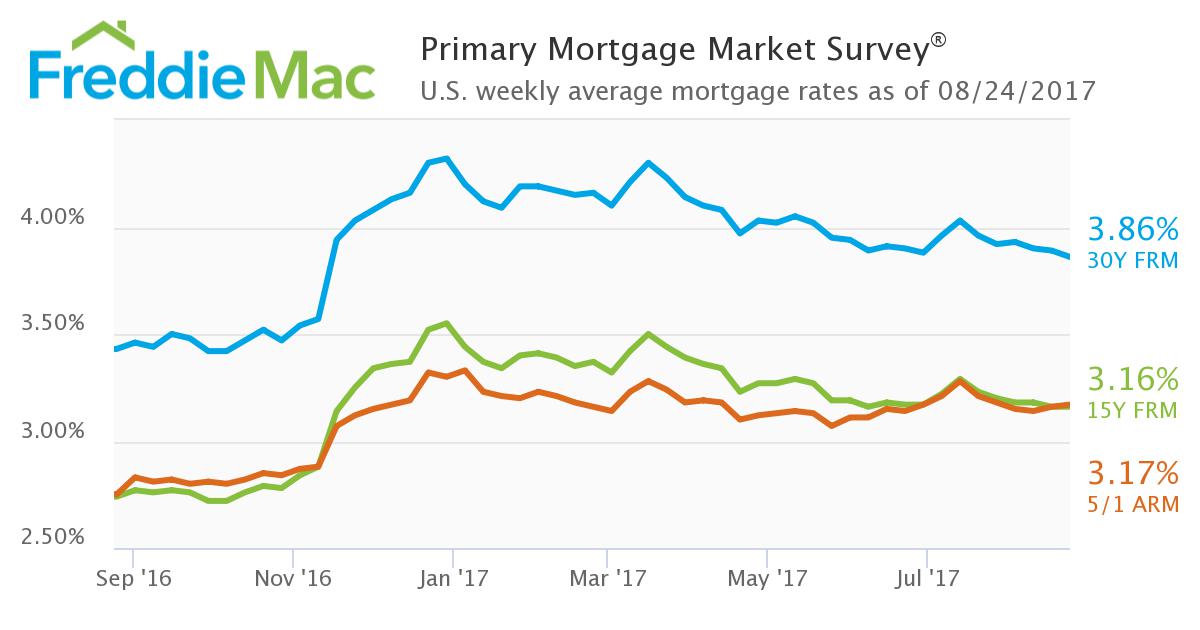 Freddie Mac
Primary Mortgage Market Survey®
U.S. weekly average mortgage rates as of 08/24/2017
4.00%
3.50%
3.00%
2.50%
3.86%
30Y FRM
3.16%
15Y FRM
3.17%
5/1 ARM
Sep '16
Nov '16
Jan '17
Mar '17
May '17
Jul '17